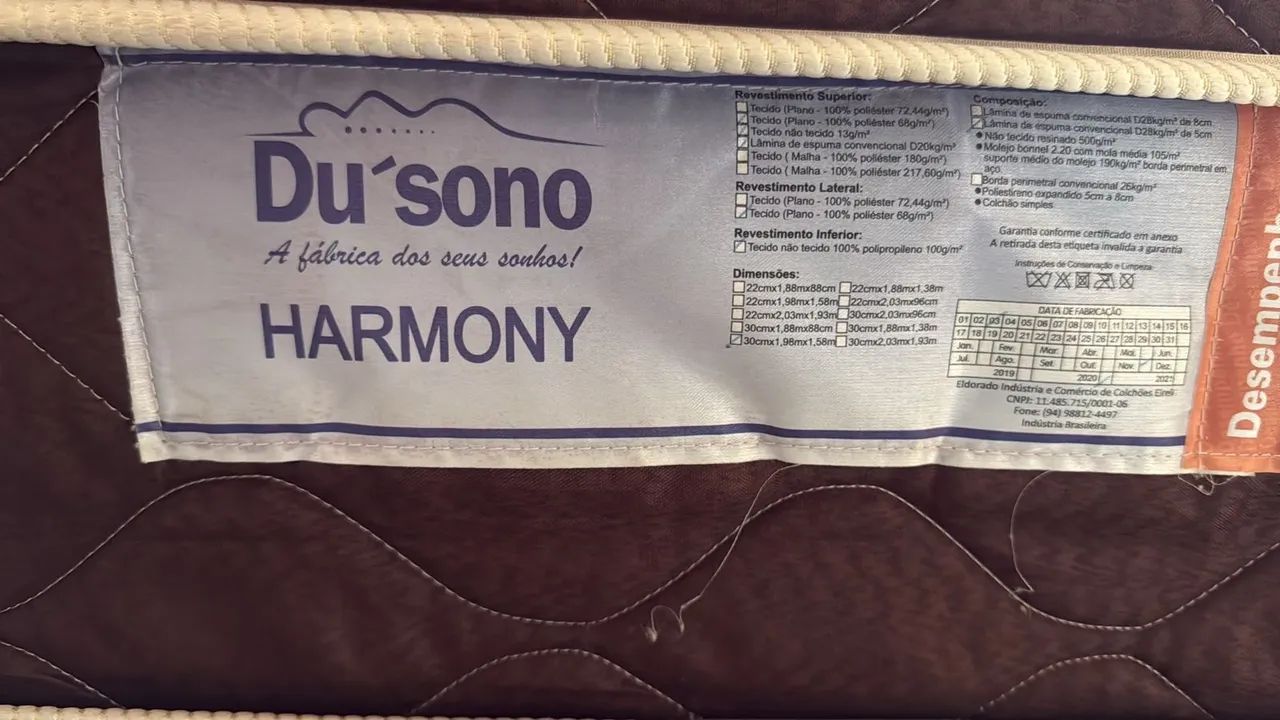 Du´sono
A fábrica dos seus sonhos!
HARMONY
Revestimento Superior:
Tecido (Plano - 100% poliéster 72,44g/m²)
Tecido (Plano - 100% poliéster 68g/m²)
Tecido não tecido 13g/m²
Lâmina de espuma convencional D20kg/m³
Tecido ( Malha - 100% poliéster 180g/m²)
Tecido ( Malha - 100% poliéster 217,60g/m²)
Revestimento Lateral:
Tecido (Plano - 100% poliéster 72,44g/m²)
Tecido (Plano - 100% poliéster 68g/m²)
Revestimento Inferior:
Tecido não tecido 100% polipropileno 100g/m²
Dimensões:
22cmx1,88mx88cm 22cmx1,88mx1,38m
22cmx1,98mx1,58m 22cmx2,03mx96cm
22cmx2,03mx1,93m 30cmx2,03mx96cm
30cmx1,88mx88cm 30cmx1,88mx1,38m
30cmx1,98mx1,58m 30cmx2,03mx1,93m
Composição:
Lâmina de espuma convencional D28kg/m³ de 8cm
Lâmina de espuma convencional D28kg/m³ de 5cm
● Não tecido resinado 500g/m²
● Molejo bonnel 2.20 com mola média 105/m²
suporte médio do molejo 190kg/m² borda perimetral em
aço
Borda perimetral convencional 26kg/m³
● Poliestireno expandido 5cm a 8cm
● Colchão simples
Garantia conforme certificado em anexo
A retirada desta etiqueta invalida a garantia
Instruções de Conservação e Limpeza
DATA DE FABRICAÇÃO
01 02 03 04 05 06 07 08 09 10 11 12 13 14 15 16
17 18 19 20 21 22 23 24 25 26 27 28 29 30 31
Jan. Fev. Mar. Abr. Mai. Jun.
Jul. Ago. Set. Out. Nov. Dez.
2019 2020 2021
Eldorado Indústria e Comércio de Colchões Eireli
CNPJ: 11.485.715/0001-06
Fone: (94) 98812-4497
Indústria Brasileira